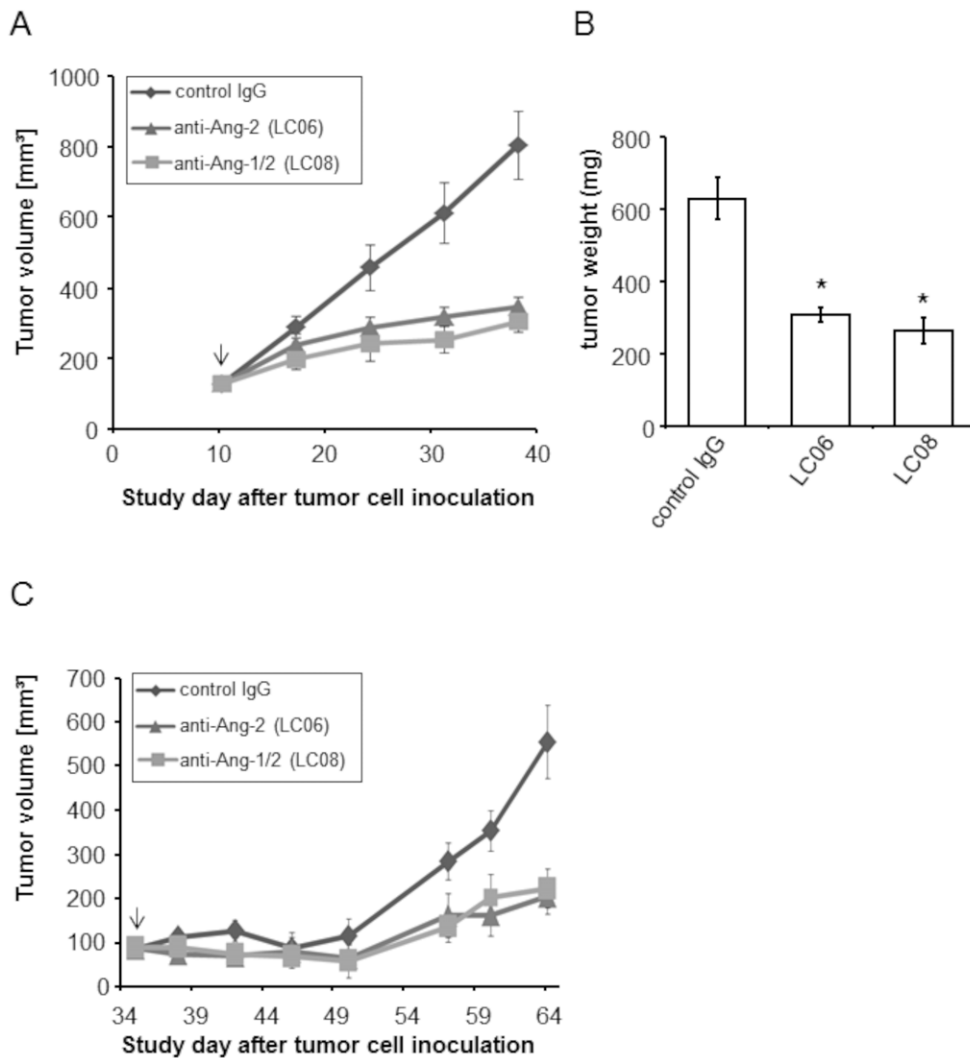 A
Tumor volume [mm³]
1000
800
600
400
200
0
control IgG
anti-Ang-2 (LC06)
anti-Ang-1/2 (LC08)
0 10 20 30 40
Study day after tumor cell inoculation
B
tumor weight (mg)
800
600
400
200
0
*
*
control IgG
LC06
LC08
C
Tumor volume [mm³]
700
600
500
400
300
200
100
0
control IgG
anti-Ang-2 (LC06)
anti-Ang-1/2 (LC08)
34 39 44 49 54 59 64
Study day after tumor cell inoculation